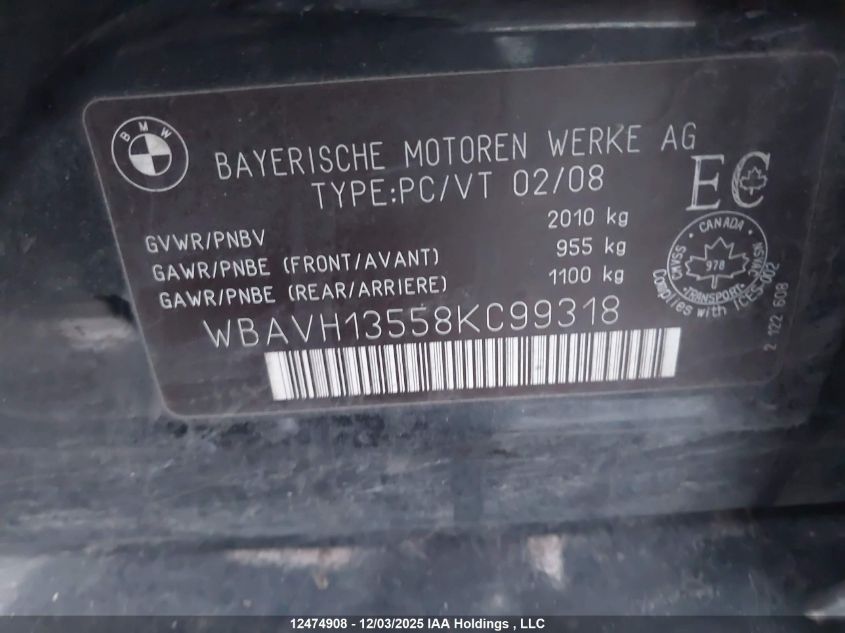 BMW
BAYERISCHE MOTOREN WERKE AG
TYPE:PC/VT 02/08
EC
GVWR/PNBV 2010 kg
GAWR/PNBE (FRONT/AVANT) 955 kg
GAWR/PNBE (REAR/ARRIERE) 1100 kg
WBAVH13558KC99318
CANADA
CMVSS NSVAC
978
TRANSPORT
Complies with ICES-002
2 122 608
12474908 - 12/03/2025 IAA Holdings , LLC